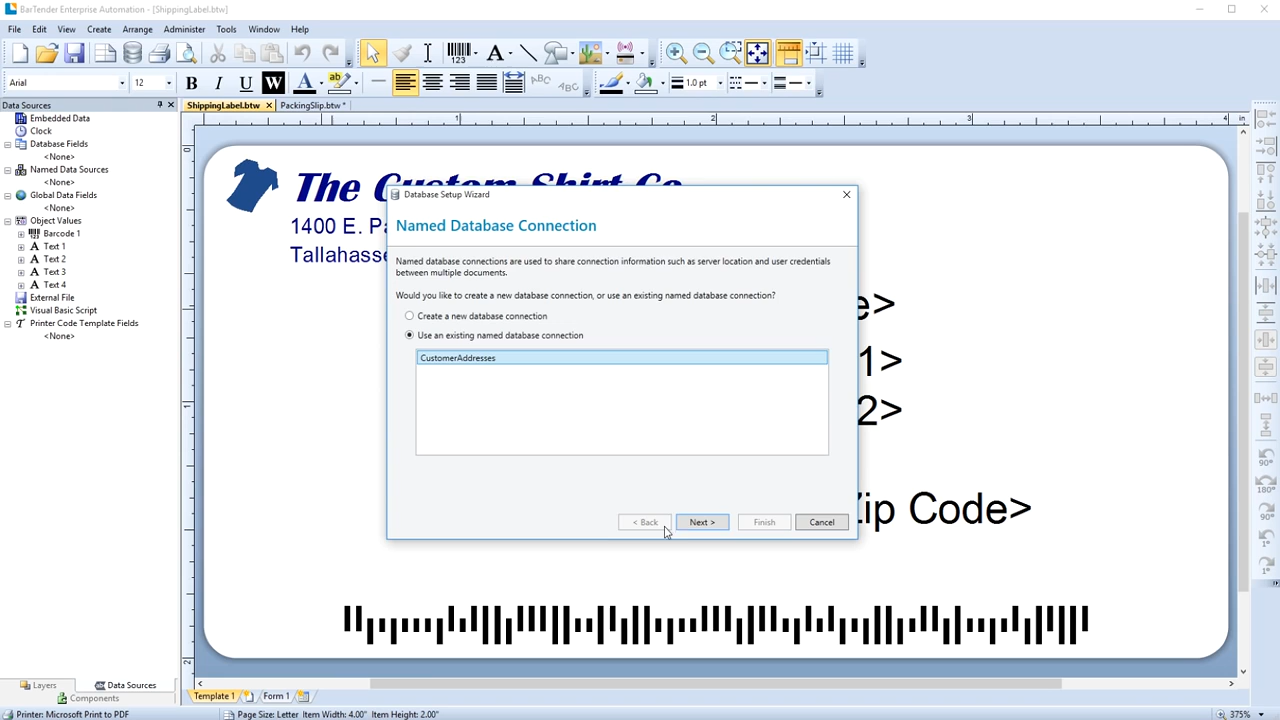 BarTender Enterprise Automation - [ShippingLabel.btw]
File Edit View Create Arrange Administer Tools Window Help
Arial 12 B I U W A ab 1.0 pt
Data Sources
ShippingLabel.btw PackingSlip.btw *
Embedded Data
Clock
Database Fields
<None>
Named Data Sources
<None>
Global Data Fields
<None>
Object Values
Barcode 1
Text 1
Text 2
Text 3
Text 4
External File
Visual Basic Script
Printer Code Template Fields
<None>
The Custom Shirt Co
1400 E. Pa
Tallahasse
Database Setup Wizard
Named Database Connection
Named database connections are used to share connection information such as server location and user credentials
between multiple documents.
Would you like to create a new database connection, or use an existing named database connection?
Create a new database connection
Use an existing named database connection
CustomerAddresses
< Back Next > Finish Cancel
e>
1>
2>
Zip Code>
90°
180°
90°
1°
1°
Layers Data Sources
Components
Template 1 Form 1
Printer: Microsoft Print to PDF Page Size: Letter Item Width: 4.00" Item Height: 2.00" 375%